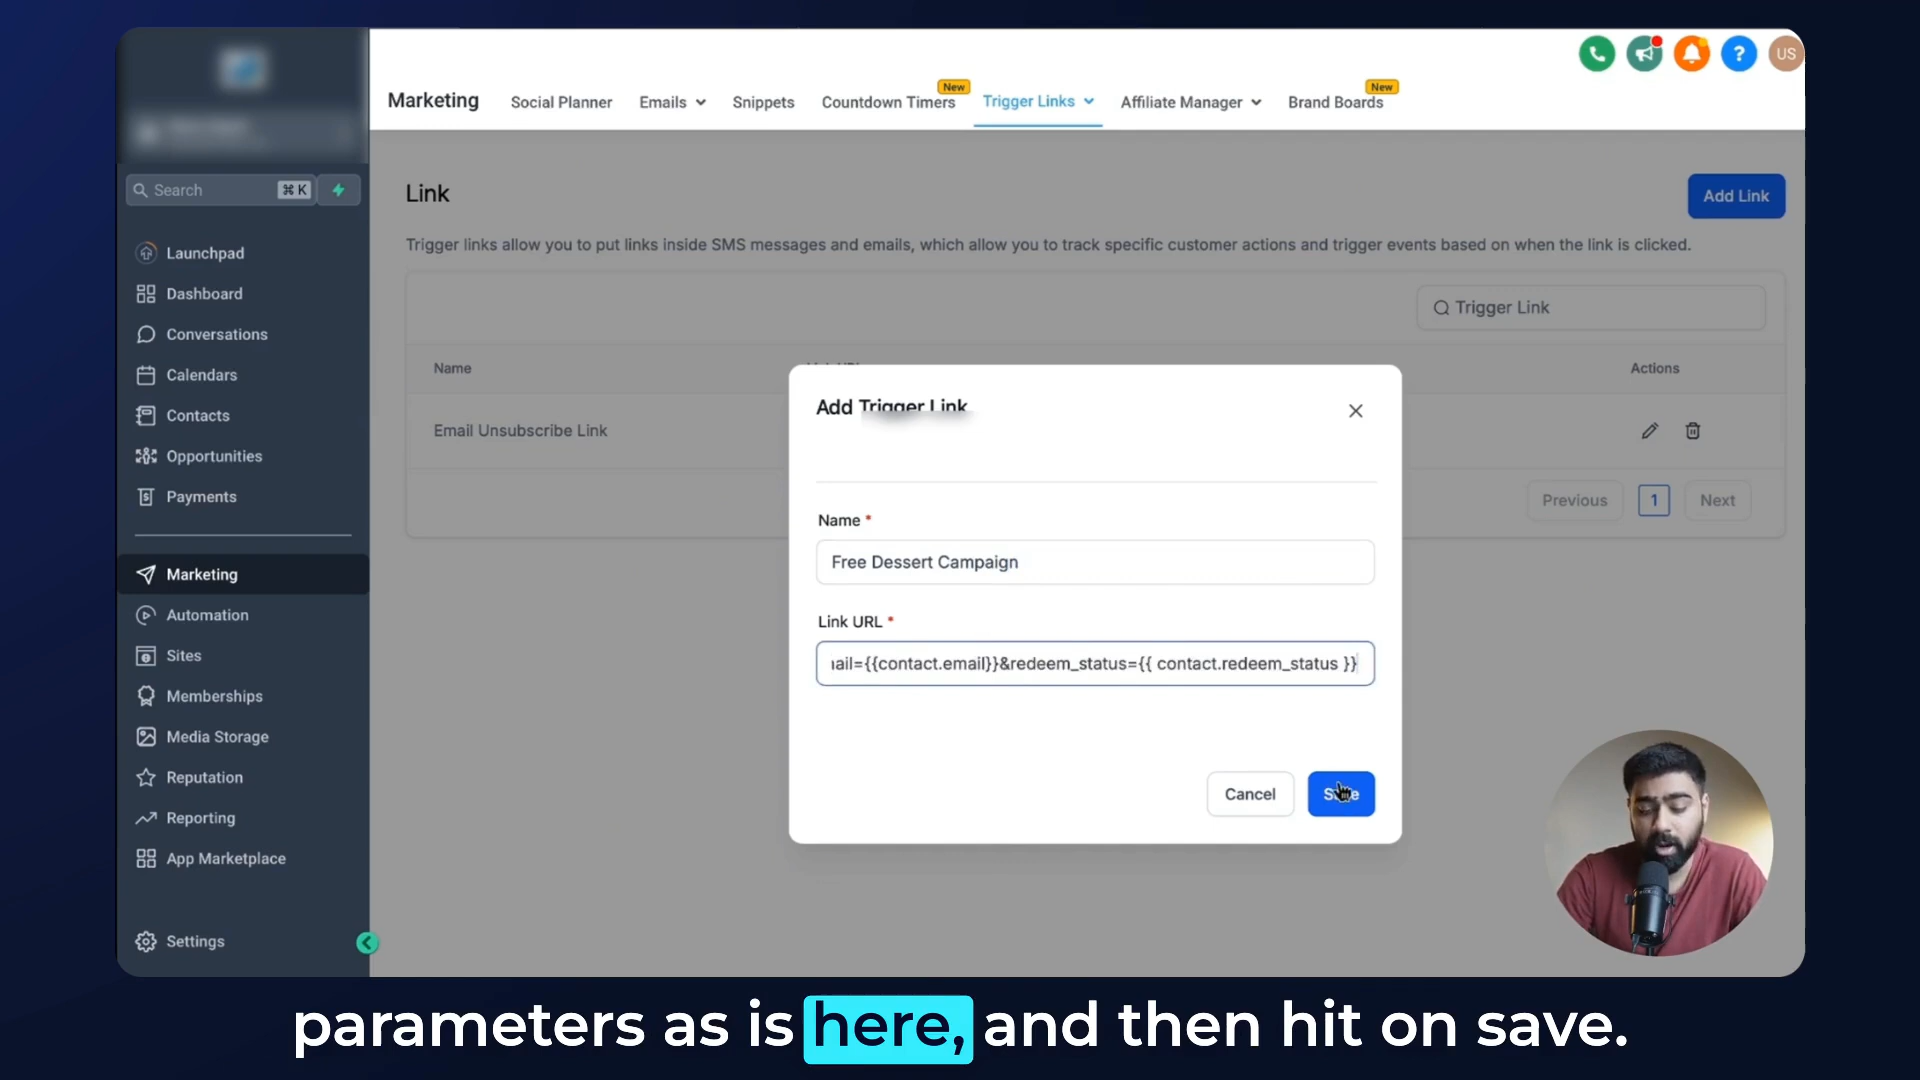 US
Marketing
Social Planner
Emails
Snippets
Countdown Timers
New
Trigger Links
Affiliate Manager
Brand Boards
New
Search
⌘ K
Launchpad
Dashboard
Conversations
Calendars
Contacts
Opportunities
Payments
Marketing
Automation
Sites
Memberships
Media Storage
Reputation
Reporting
App Marketplace
Settings
Link
Add Link
Trigger links allow you to put links inside SMS messages and emails, which allow you to track specific customer actions and trigger events based on when the link is clicked.
Trigger Link
Name
Actions
Email Unsubscribe Link
Previous
1
Next
Add Trigger Link
Name *
Free Dessert Campaign
Link URL *
ail={{contact.email}}&redeem_status={{ contact.redeem_status }}
Cancel
parameters as is here, and then hit on save.